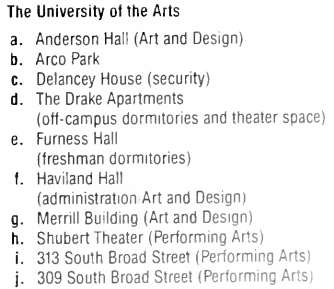 The University of the Arts
a. Anderson Hall (Art and Design)
b. Arco Park
c. Delancey House (security)
d. The Drake Apartments
(off-campus dormitories and theater space)
e. Furness Hall
(freshman dormitories)
f. Haviland Hall
(administration Art and Design)
g. Merrill Building (Art and Design)
h. Shubert Theater (Performing Arts)
i. 313 South Broad Street (Performing Arts)
j. 309 South Broad Street (Performing Arts)